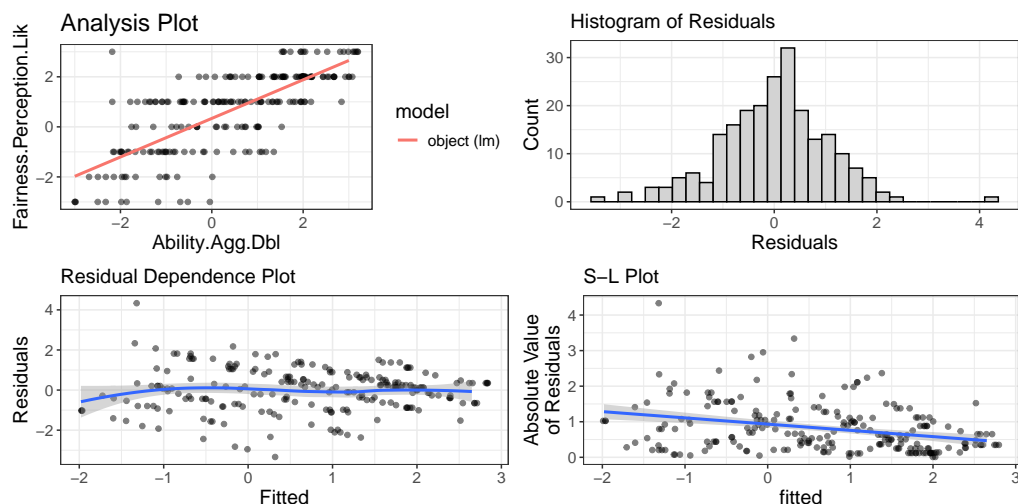 Analysis Plot
Fairness.Perception.Lik
2
0
−2
−2 0 2
Ability.Agg.Dbl
model
object (lm)
Histogram of Residuals
Count
30
20
10
0
−2 0 2 4
Residuals
Residual Dependence Plot
Residuals
4
2
0
−2
−2 −1 0 1 2 3
Fitted
S−L Plot
Absolute Value
of Residuals
4
3
2
1
0
−2 −1 0 1 2 3
fitted